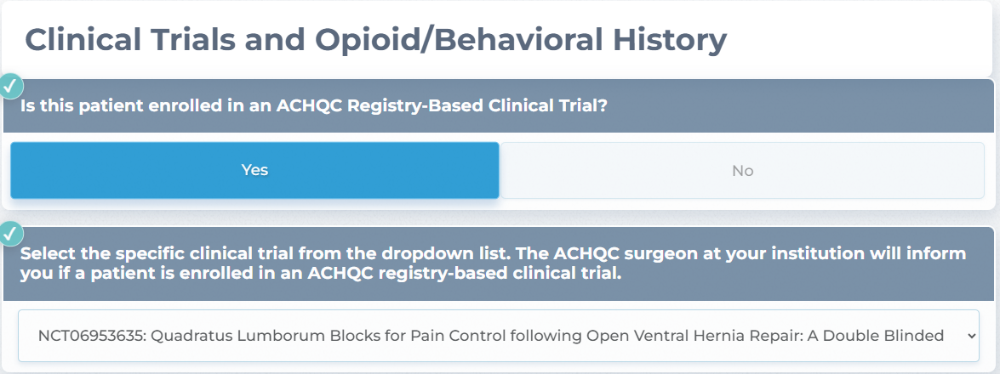 Clinical Trials and Opioid/Behavioral History
Is this patient enrolled in an ACHQC Registry-Based Clinical Trial?
Yes
No
Select the specific clinical trial from the dropdown list. The ACHQC surgeon at your institution will inform
you if a patient is enrolled in an ACHQC registry-based clinical trial.
NCT06953635: Quadratus Lumborum Blocks for Pain Control following Open Ventral Hernia Repair: A Double Blinded